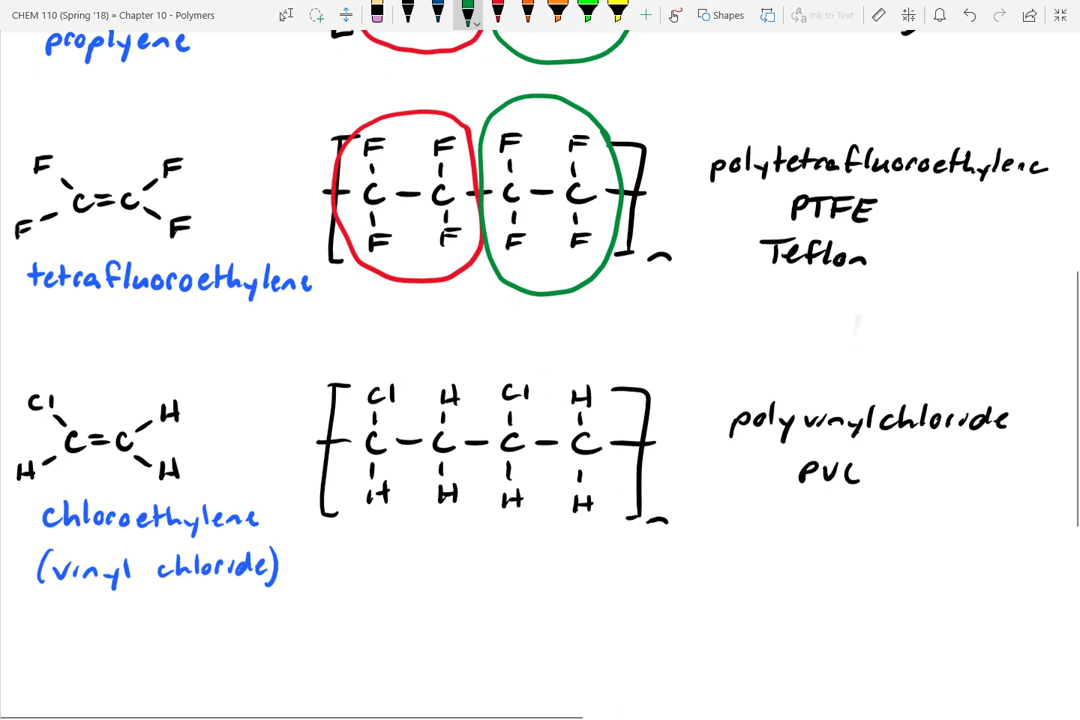 CHEM 110 (Spring '18) » Chapter 10 - Polymers
Shapes
Ink to Text
proplyene
F F F F
F F C - C - C - C polytetrafluoroethylene
C=C PTFE
F F F F F F Teflon
n
tetrafluoroethylene
Cl H Cl H
Cl H polyvinylchloride
C=C C - C - C - C
H H H H H H PVC
n
chloroethylene
(vinyl chloride)